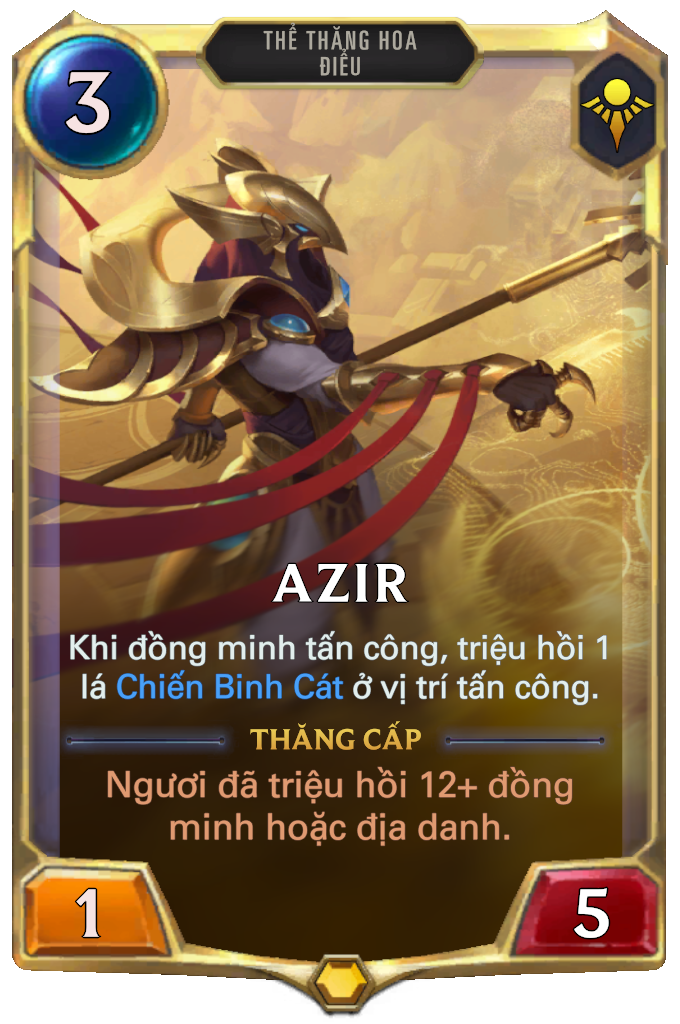 THỂ THĂNG HOA
ĐIỂU
3
AZIR
Khi đồng minh tấn công, triệu hồi 1
lá Chiến Binh Cát ở vị trí tấn công.
THĂNG CẤP
Ngươi đã triệu hồi 12+ đồng
minh hoặc địa danh.
1
5